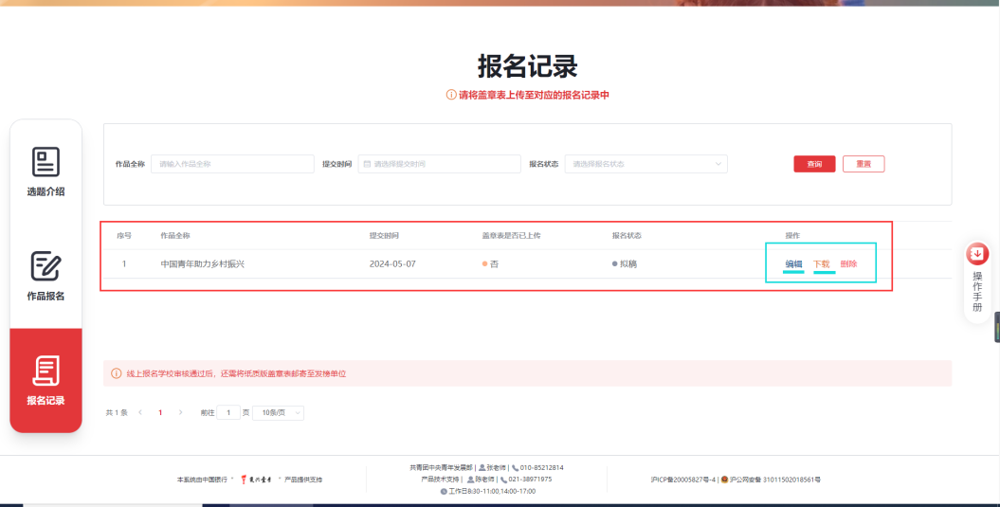 报名记录
请将盖章表上传至对应的报名记录中
选题介绍
作品报名
报名记录
作品全称 请输入作品全称 提交时间 请选择提交时间 报名状态 请选择报名状态 查询 重置
序号 作品全称 提交时间 盖章表是否已上传 报名状态 操作
1 中国青年助力乡村振兴 2024-05-07 否 拟稿 编辑 下载 删除
操作手册
线上报名学校审核通过后，还需将纸质版盖章表邮寄至发榜单位
共 1 条 1 前往 1 页 10条/页
共青团中央青年发展部 | 张老师 | 010-85212814
本系统由中国银行 " " 产品提供支持
产品技术支持 | 陈老师 | 021-38971975
工作日8:30-11:00,14:00-17:00
沪ICP备20005827号-4 | 沪公网安备 31011502018561号